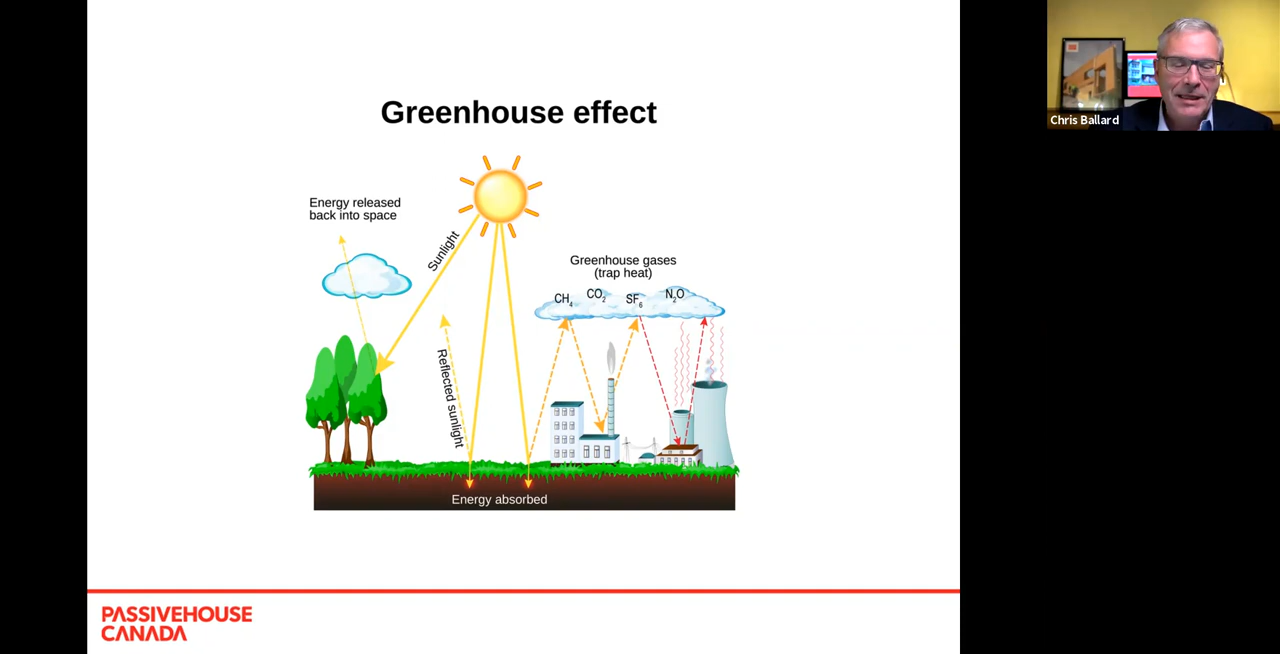 Greenhouse effect
Energy released
back into space
Sunlight
Greenhouse gases
(trap heat)
CH₄ CO₂ SF₆ N₂O
Reflected sunlight
Energy absorbed
PASSIVEHOUSE
CANADA
Chris Ballard